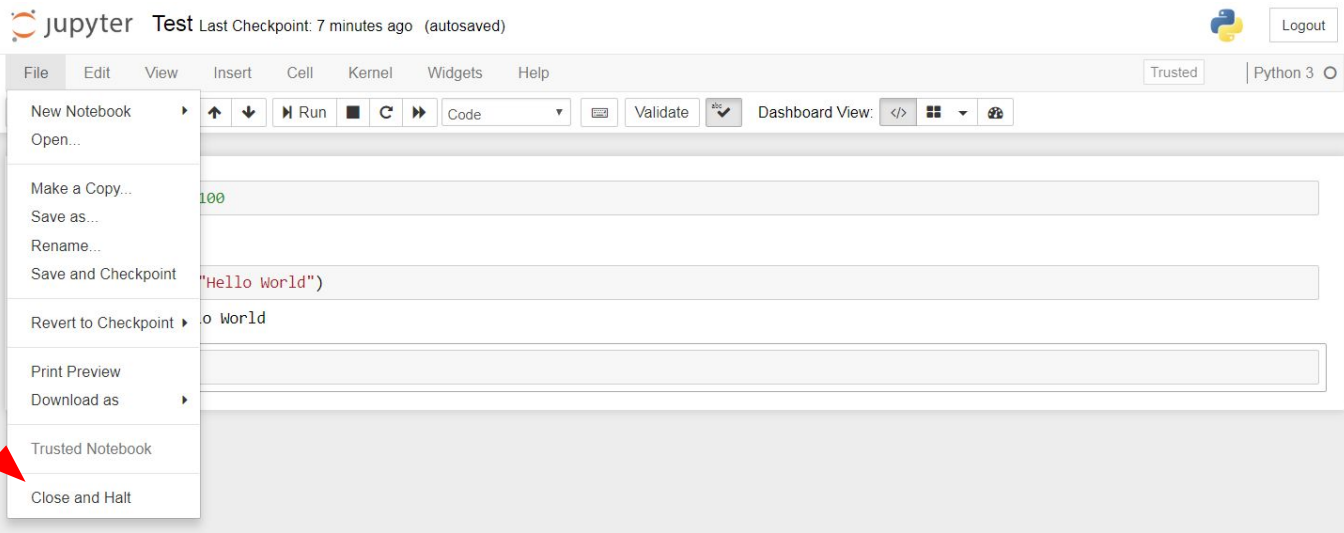 jupyter Test Last Checkpoint: 7 minutes ago (autosaved) Logout
File Edit View Insert Cell Kernel Widgets Help Trusted Python 3
Run Code Validate abc Dashboard View: </>
New Notebook
Open...
Make a Copy...
100
Save as...
Rename...
Save and Checkpoint
"Hello World")
Revert to Checkpoint
o World
Print Preview
Download as
Trusted Notebook
Close and Halt